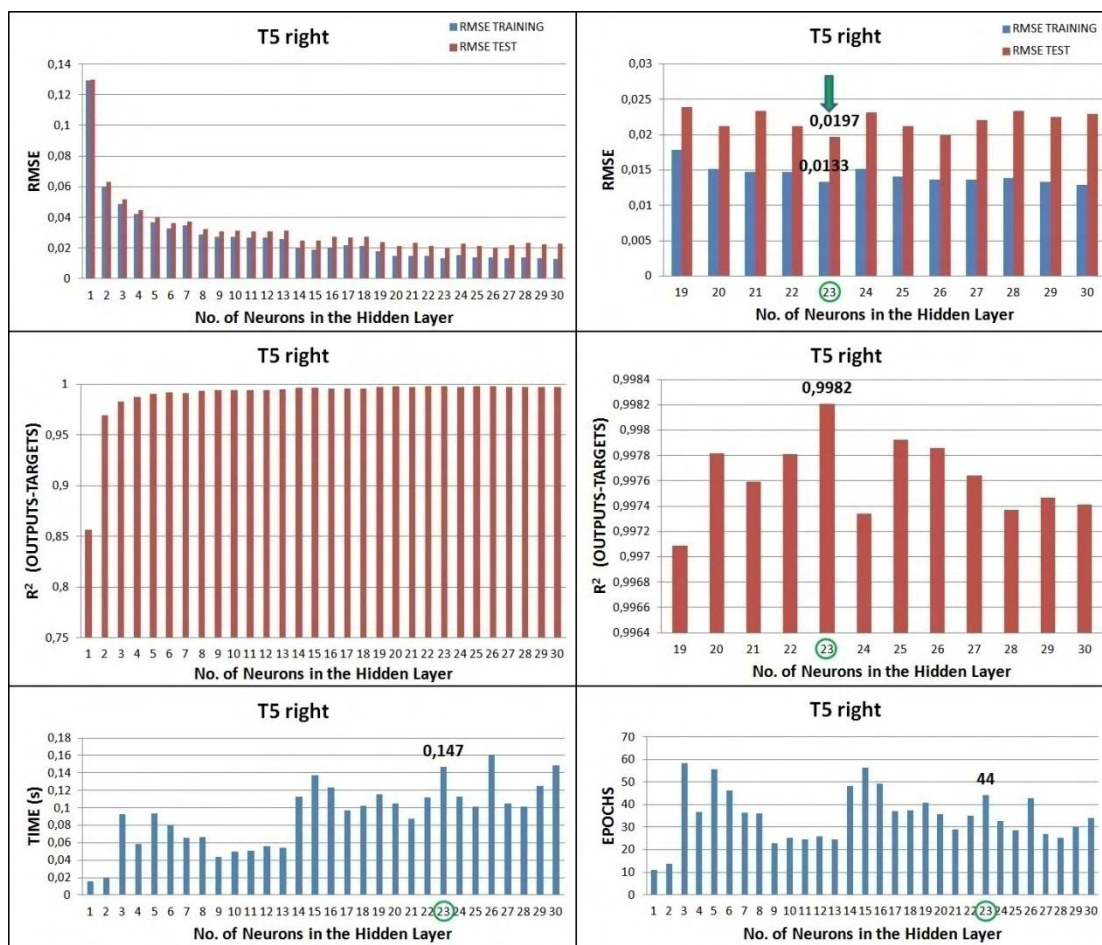 T5 right
RMSE TRAINING
RMSE TEST
RMSE
0,14
0,12
0,1
0,08
0,06
0,04
0,02
0
1 2 3 4 5 6 7 8 9 10 11 12 13 14 15 16 17 18 19 20 21 22 23 24 25 26 27 28 29 30
No. of Neurons in the Hidden Layer
T5 right
RMSE TRAINING
RMSE TEST
RMSE
0,03
0,025
0,02
0,015
0,01
0,005
0
0,0197
0,0133
19 20 21 22 23 24 25 26 27 28 29 30
No. of Neurons in the Hidden Layer
T5 right
R² (OUTPUTS-TARGETS)
1
0,95
0,9
0,85
0,8
0,75
1 2 3 4 5 6 7 8 9 10 11 12 13 14 15 16 17 18 19 20 21 22 23 24 25 26 27 28 29 30
No. of Neurons in the Hidden Layer
T5 right
R² (OUTPUTS-TARGETS)
0,9984
0,9982
0,998
0,9978
0,9976
0,9974
0,9972
0,997
0,9968
0,9966
0,9964
0,9982
19 20 21 22 23 24 25 26 27 28 29 30
No. of Neurons in the Hidden Layer
T5 right
TIME (s)
0,18
0,16
0,14
0,12
0,1
0,08
0,06
0,04
0,02
0
0,147
1 2 3 4 5 6 7 8 9 10 11 12 13 14 15 16 17 18 19 20 21 22 23 24 25 26 27 28 29 30
No. of Neurons in the Hidden Layer
T5 right
EPOCHS
70
60
50
40
30
20
10
0
44
1 2 3 4 5 6 7 8 9 10 11 12 13 14 15 16 17 18 19 20 21 22 23 24 25 26 27 28 29 30
No. of Neurons in the Hidden Layer